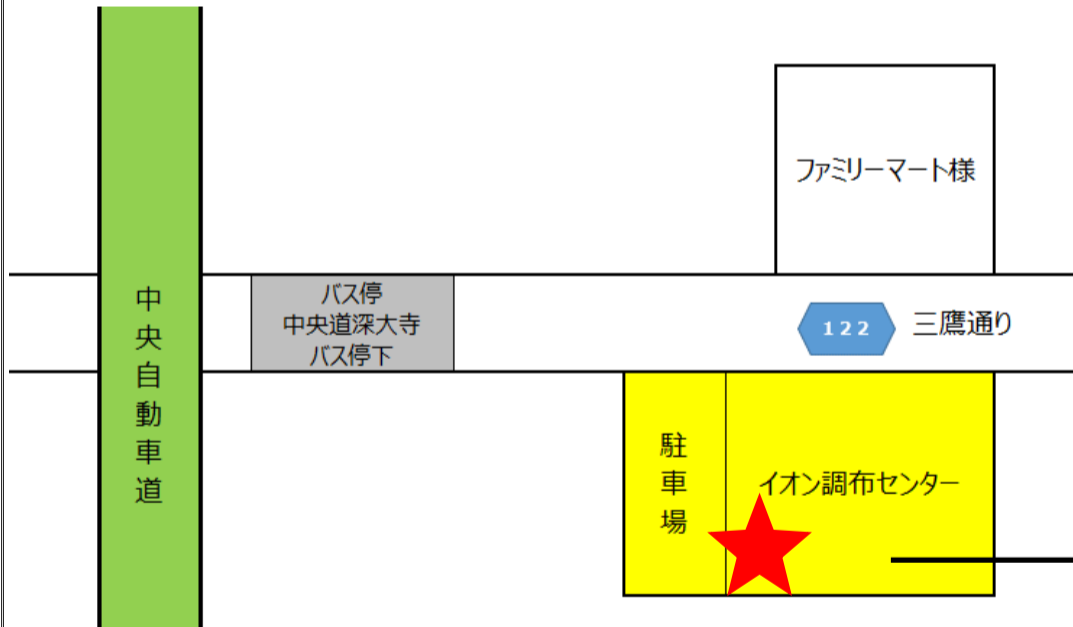 ファミリーマート様
中央自動車道
バス停
中央道深大寺
バス停下
122
三鷹通り
駐車場
イオン調布センター